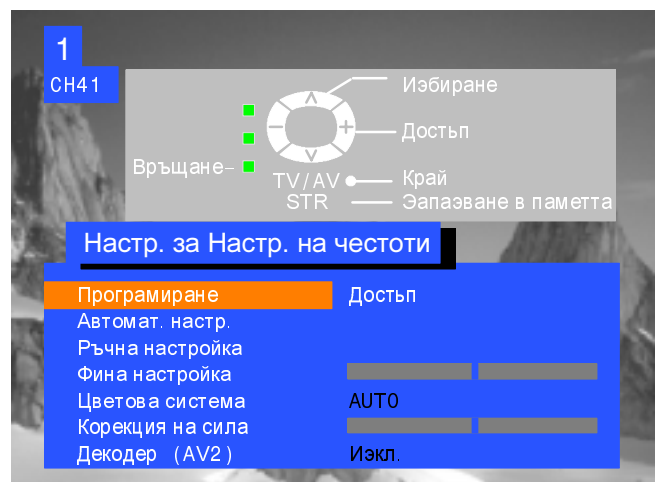 1
CH41
Иэбиране
Достьп
Връщане
TV/AV Край
STR Эапаэване в паметта
Настр. за Настр. на честоти
Програмиране Достьп
Автомат. настр.
Ръчна настройка
Фина настройка
Цветова система AUTO
Корекция на сила
Декодер (AV2) Иэкл.